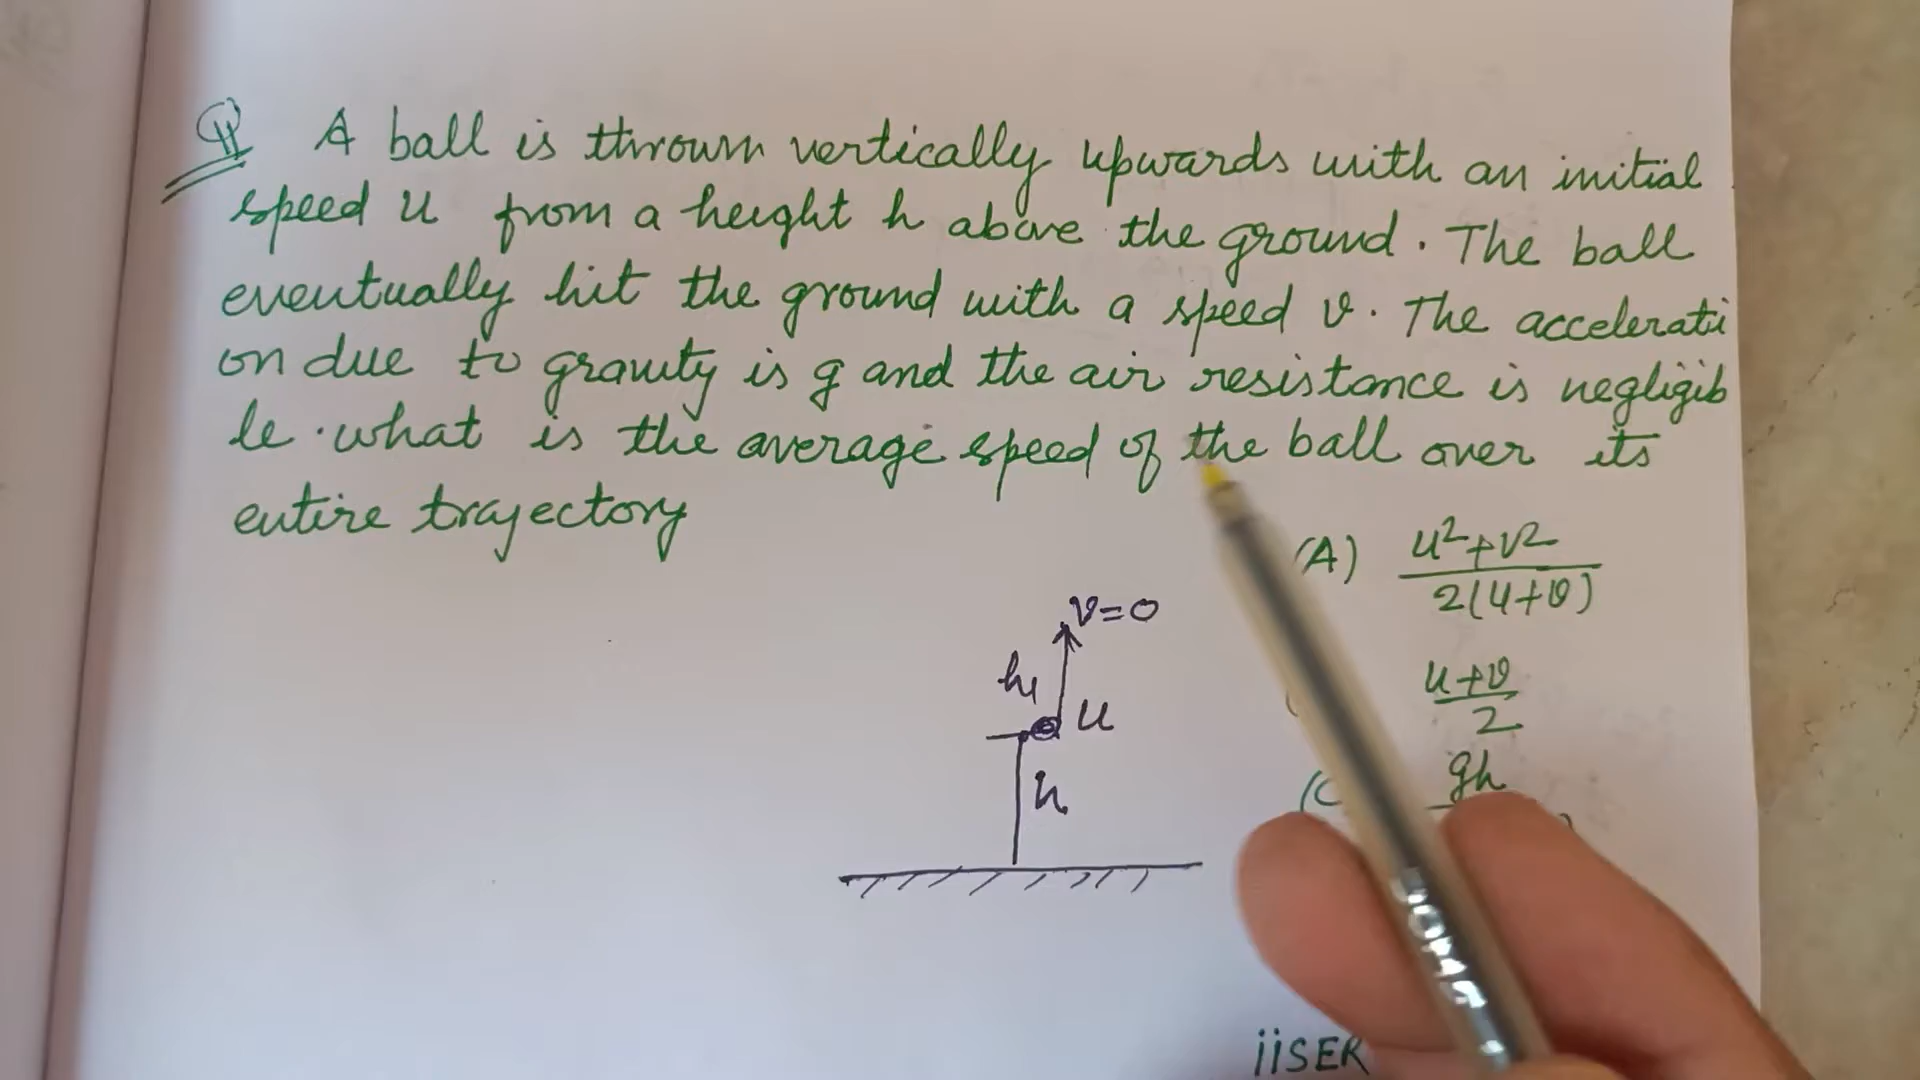 Q A ball is thrown vertically upwards with an initial
speed u from a height h above the ground. The ball
eventually hit the ground with a speed v. The accelerati
on due to gravity is g and the air resistance is negligib
le. what is the average speed of the ball over its
entire trajectory
(A) u²+v²
2(u+v)
v=0
h₁
u
h
u+v
2
(C
gh
iiSER